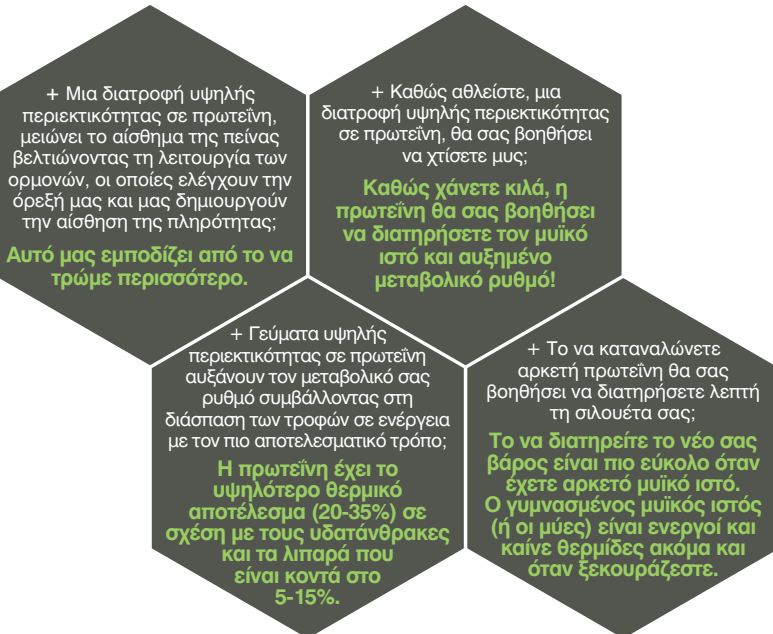 + Μια διατροφή υψηλής
περιεκτικότητας σε πρωτεΐνη,
μειώνει το αίσθημα της πείνας
βελτιώνοντας τη λειτουργία των
ορμονών, οι οποίες ελέγχουν την
όρεξή μας και μας δημιουργούν
την αίσθηση της πληρότητας;
Αυτό μας εμποδίζει από το να
τρώμε περισσότερο.
+ Καθώς αθλείστε, μια
διατροφή υψηλής περιεκτικότητας
σε πρωτεΐνη, θα σας βοηθήσει
να χτίσετε μυς;
Καθώς χάνετε κιλά, η
πρωτεΐνη θα σας βοηθήσει
να διατηρήσετε τον μυϊκό
ιστό και αυξημένο
μεταβολικό ρυθμό!
+ Γεύματα υψηλής
περιεκτικότητας σε πρωτεΐνη
αυξάνουν τον μεταβολικό σας
ρυθμό συμβάλλοντας στη
διάσπαση των τροφών σε ενέργεια
με τον πιο αποτελεσματικό τρόπο;
Η πρωτεΐνη έχει το
υψηλότερο θερμικό
αποτέλεσμα (20-35%) σε
σχέση με τους υδατάνθρακες
και τα λιπαρά που
είναι κοντά στο
5-15%.
+ Το να καταναλώνετε
αρκετή πρωτεΐνη θα σας
βοηθήσει να διατηρήσετε λεπτή
τη σιλουέτα σας;
Το να διατηρείτε το νέο σας
βάρος είναι πιο εύκολο όταν
έχετε αρκετό μυϊκό ιστό.
Ο γυμνασμένος μυϊκός ιστός
(ή οι μύες) είναι ενεργοί και
καίνε θερμίδες ακόμα και
όταν ξεκουράζεστε.